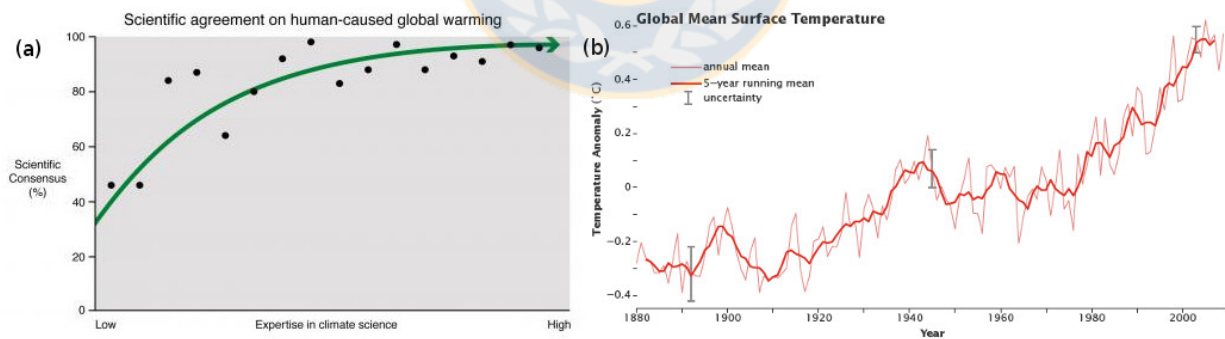 (a)
Scientific agreement on human-caused global warming
100
80
60
40
20
0
Scientific
Consensus
(%)
Low
Expertise in climate science
High
(b)
Global Mean Surface Temperature
annual mean
5-year running mean
uncertainty
0.6
0.4
0.2
0
-0.2
-0.4
Temperature Anomaly (°C)
1880
1900
1920
1940
1960
1980
2000
Year